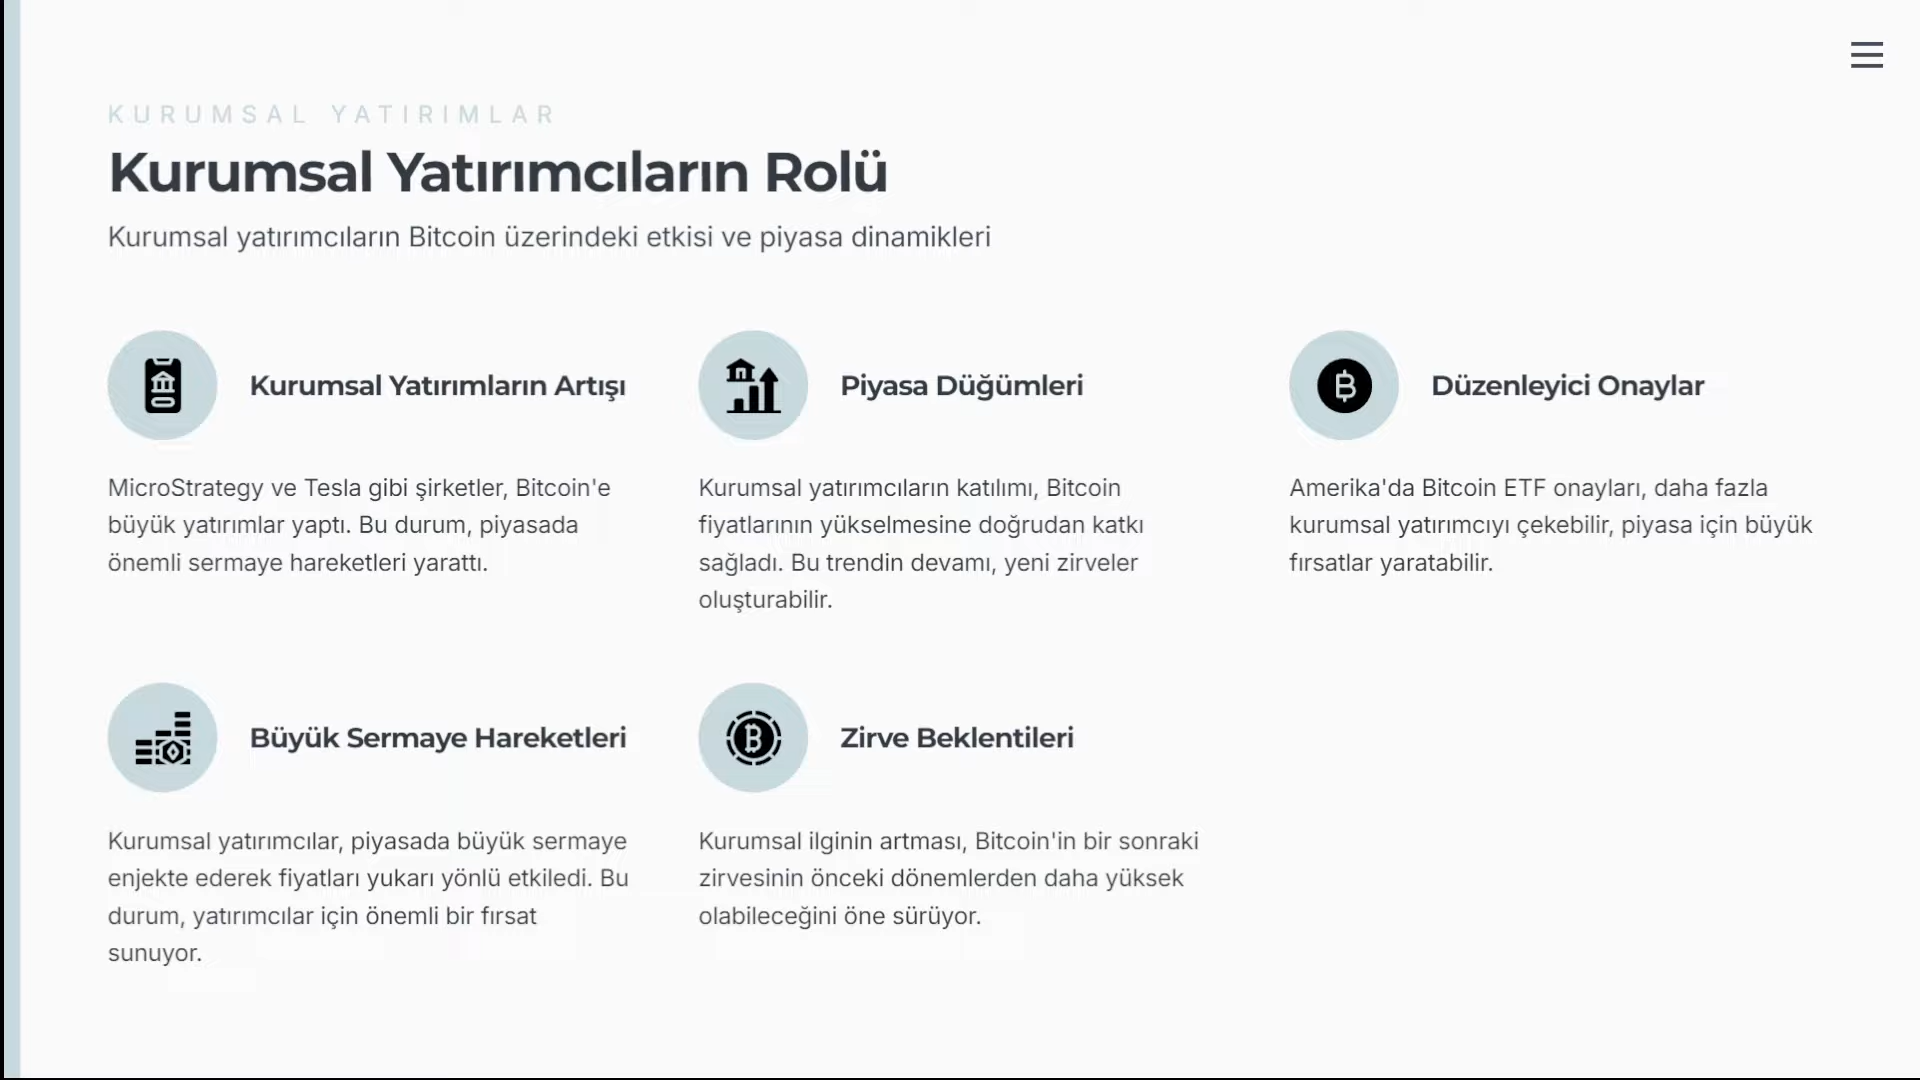 KURUMSAL YATIRIMLAR
Kurumsal Yatırımcıların Rolü
Kurumsal yatırımcıların Bitcoin üzerindeki etkisi ve piyasa dinamikleri
Kurumsal Yatırımların Artışı
MicroStrategy ve Tesla gibi şirketler, Bitcoin'e
büyük yatırımlar yaptı. Bu durum, piyasada
önemli sermaye hareketleri yarattı.
Piyasa Düğümleri
Kurumsal yatırımcıların katılımı, Bitcoin
fiyatlarının yükselmesine doğrudan katkı
sağladı. Bu trendin devamı, yeni zirveler
oluşturabilir.
Düzenleyici Onaylar
Amerika'da Bitcoin ETF onayları, daha fazla
kurumsal yatırımcıyı çekebilir, piyasa için büyük
fırsatlar yaratabilir.
Büyük Sermaye Hareketleri
Kurumsal yatırımcılar, piyasada büyük sermaye
enjekte ederek fiyatları yukarı yönlü etkiledi. Bu
durum, yatırımcılar için önemli bir fırsat
sunuyor.
Zirve Beklentileri
Kurumsal ilginin artması, Bitcoin'in bir sonraki
zirvesinin önceki dönemlerden daha yüksek
olabileceğini öne sürüyor.